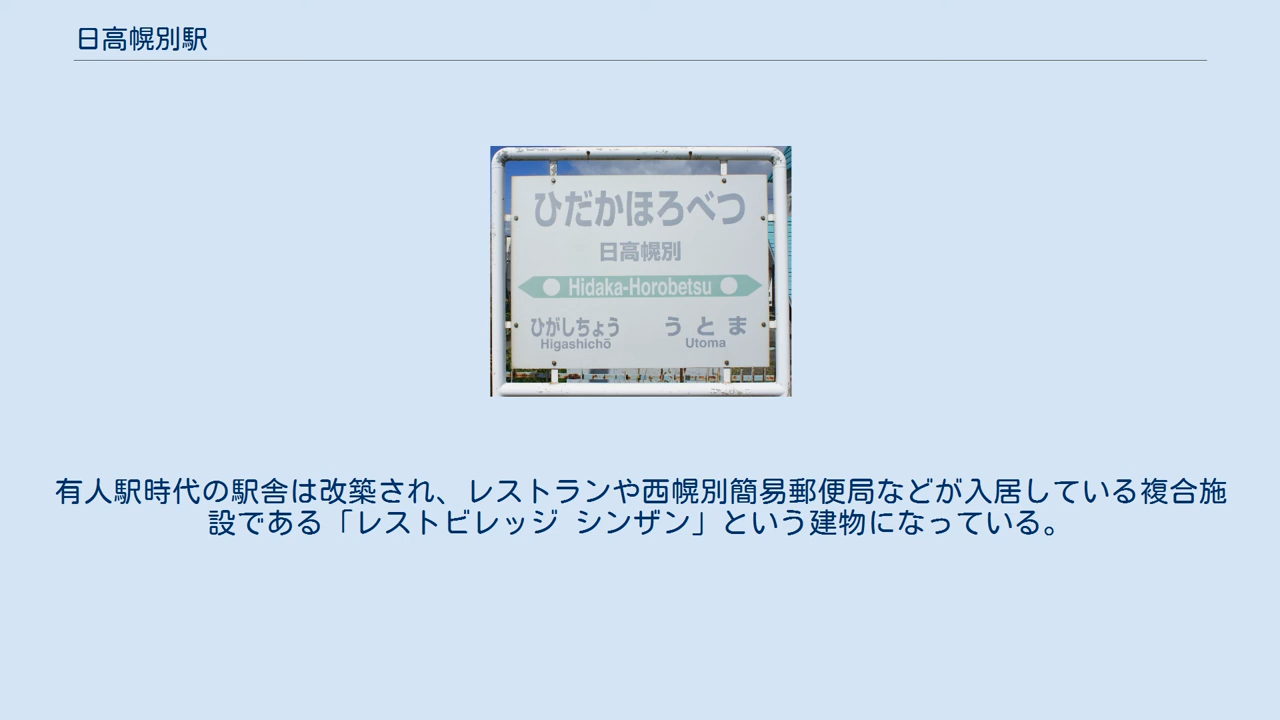 日高幌別駅
ひだかほろべつ
日高幌別
Hidaka-Horobetsu
ひがしちょう うとま
Higashichō Utoma
有人駅時代の駅舎は改築され、レストランや西幌別簡易郵便局などが入居している複合施
設である「レストビレッジ シンザン」という建物になっている。